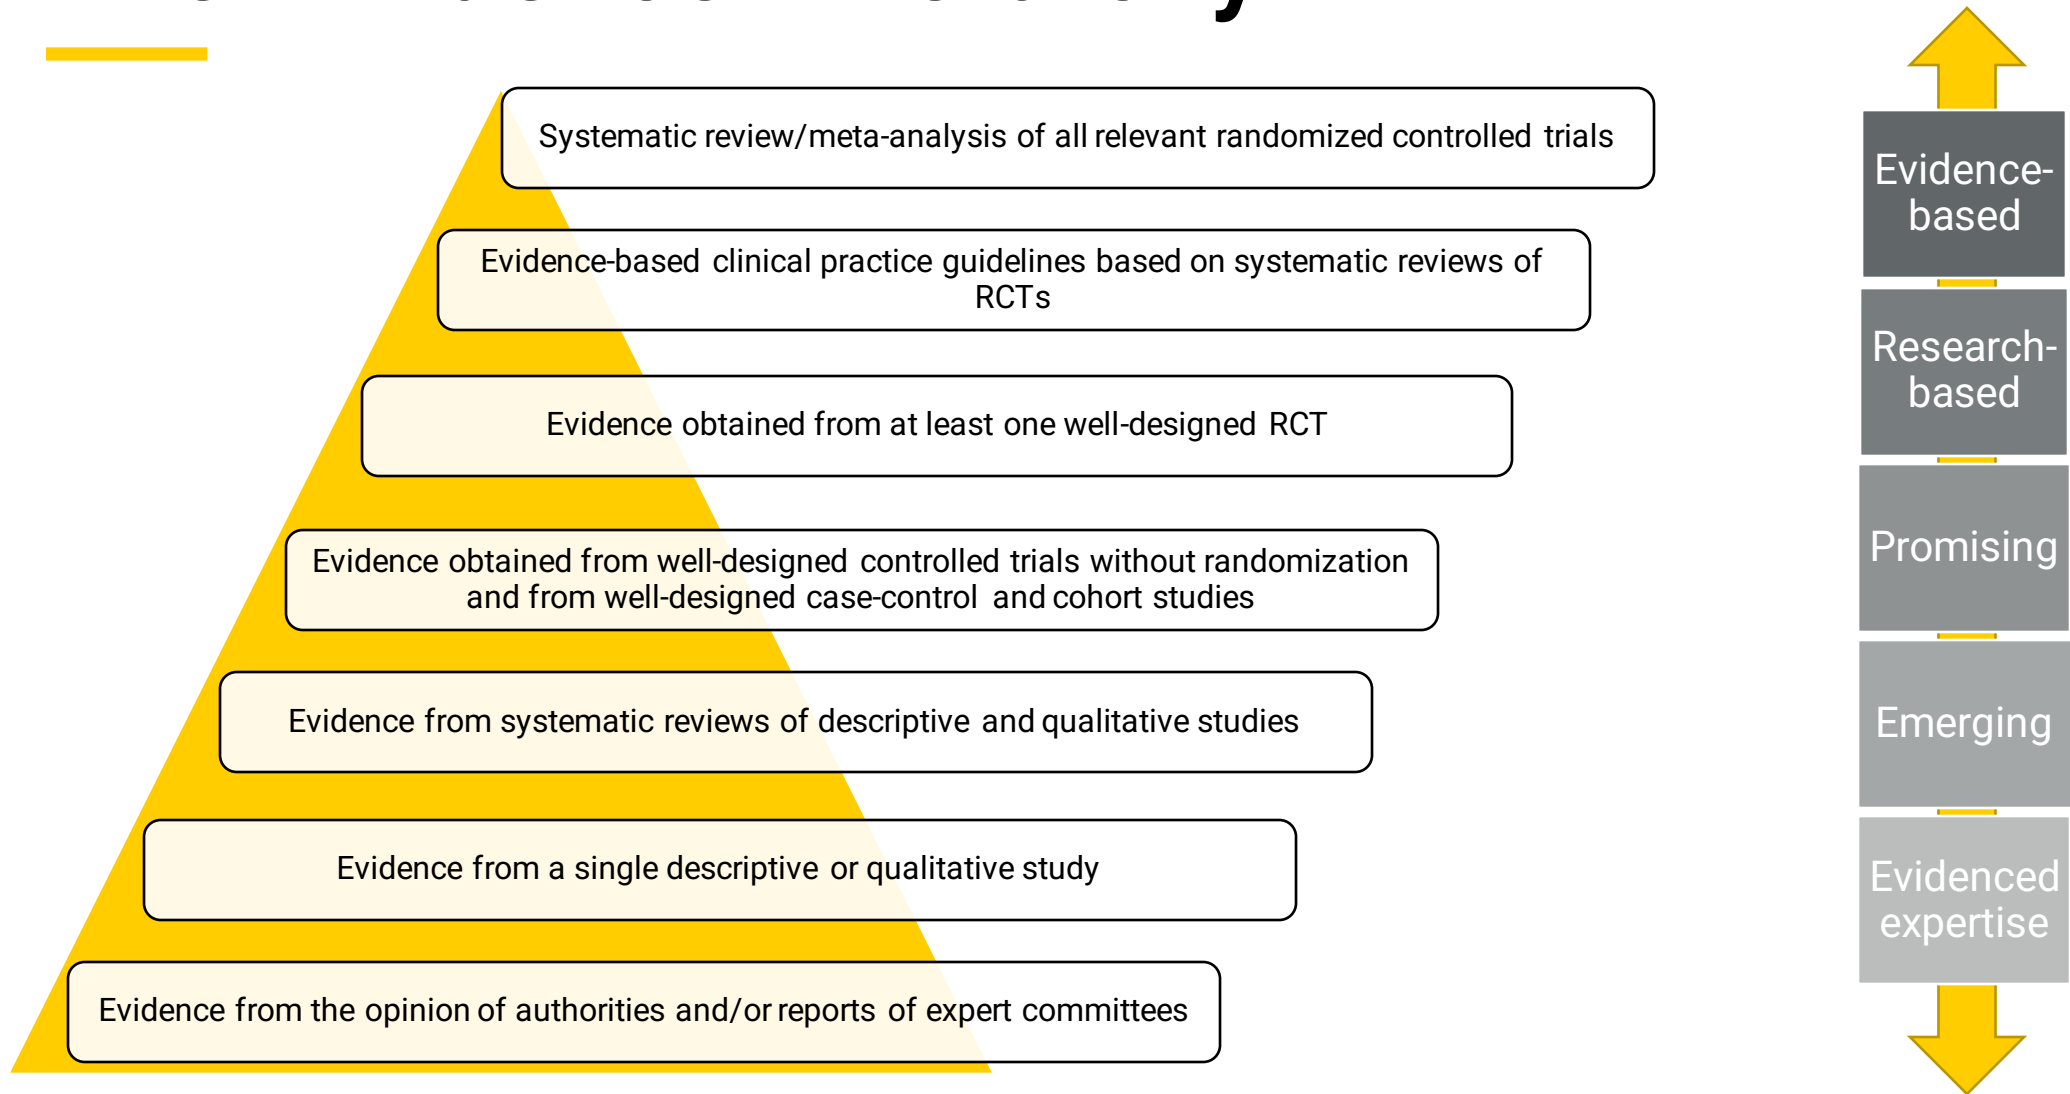 Systematic review/meta-analysis of all relevant randomized controlled trials
Evidence-based clinical practice guidelines based on systematic reviews of
RCTs
Evidence obtained from at least one well-designed RCT
Evidence obtained from well-designed controlled trials without randomization
and from well-designed case-control and cohort studies
Evidence from systematic reviews of descriptive and qualitative studies
Evidence from a single descriptive or qualitative study
Evidence from the opinion of authorities and/or reports of expert committees
Evidence-
based
Research-
based
Promising
Emerging
Evidenced
expertise